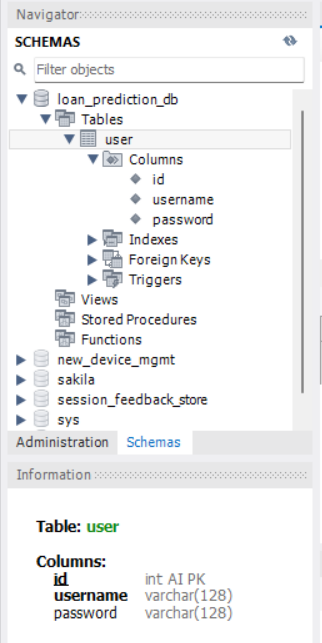 Navigator
SCHEMAS
Filter objects
loan_prediction_db
Tables
user
Columns
id
username
password
Indexes
Foreign Keys
Triggers
Views
Stored Procedures
Functions
new_device_mgmt
sakila
session_feedback_store
sys
Administration Schemas
Information
Table: user
Columns:
id int AI PK
username varchar(128)
password varchar(128)